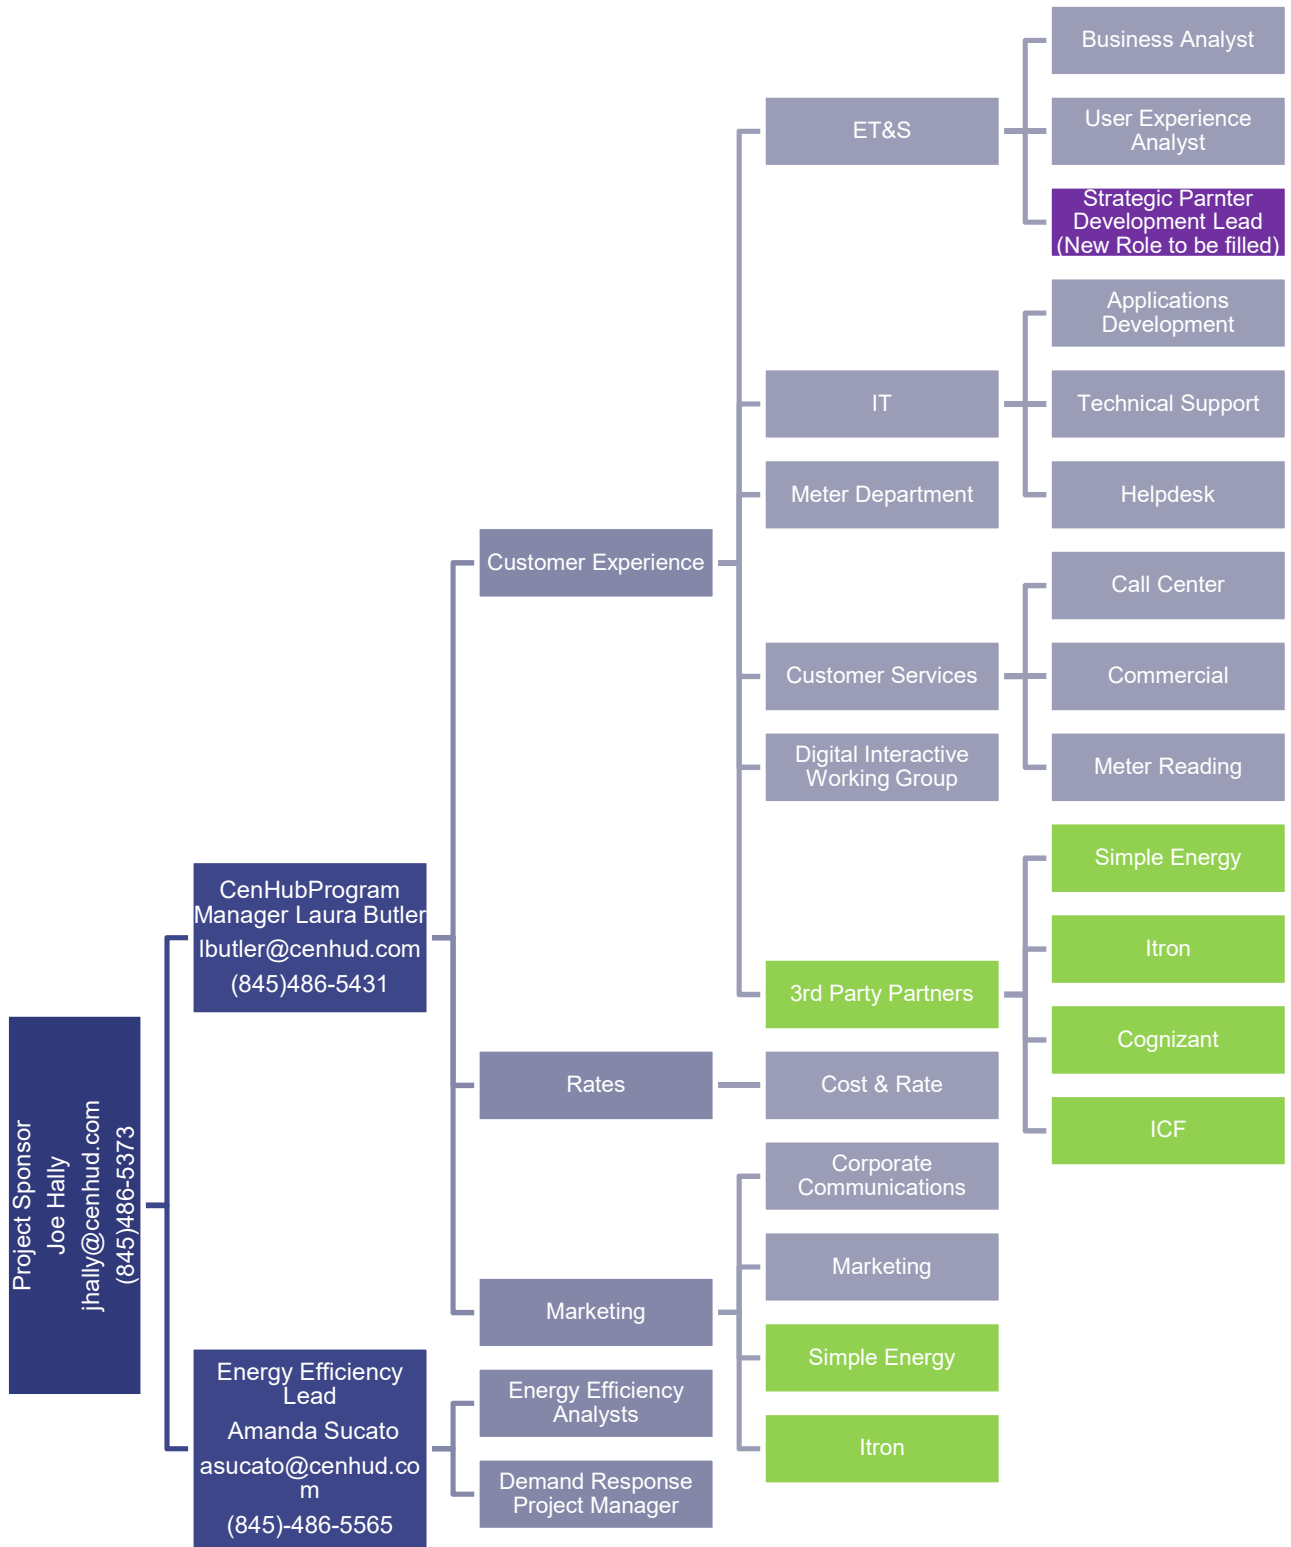 Project Sponsor
Joe Hally
jhally@cenhud.com
(845)486-5373
CenHubProgram
Manager Laura Butler
lbutler@cenhud.com
(845)486-5431
Customer Experience
ET&S
Business Analyst
User Experience
Analyst
Strategic Parnter
Development Lead
(New Role to be filled)
IT
Applications
Development
Technical Support
Helpdesk
Meter Department
Customer Services
Call Center
Commercial
Meter Reading
Digital Interactive
Working Group
3rd Party Partners
Simple Energy
Itron
Cognizant
ICF
Rates
Cost & Rate
Marketing
Corporate
Communications
Marketing
Simple Energy
Itron
Energy Efficiency
Lead
Amanda Sucato
asucato@cenhud.co
m
(845)-486-5565
Energy Efficiency
Analysts
Demand Response
Project Manager